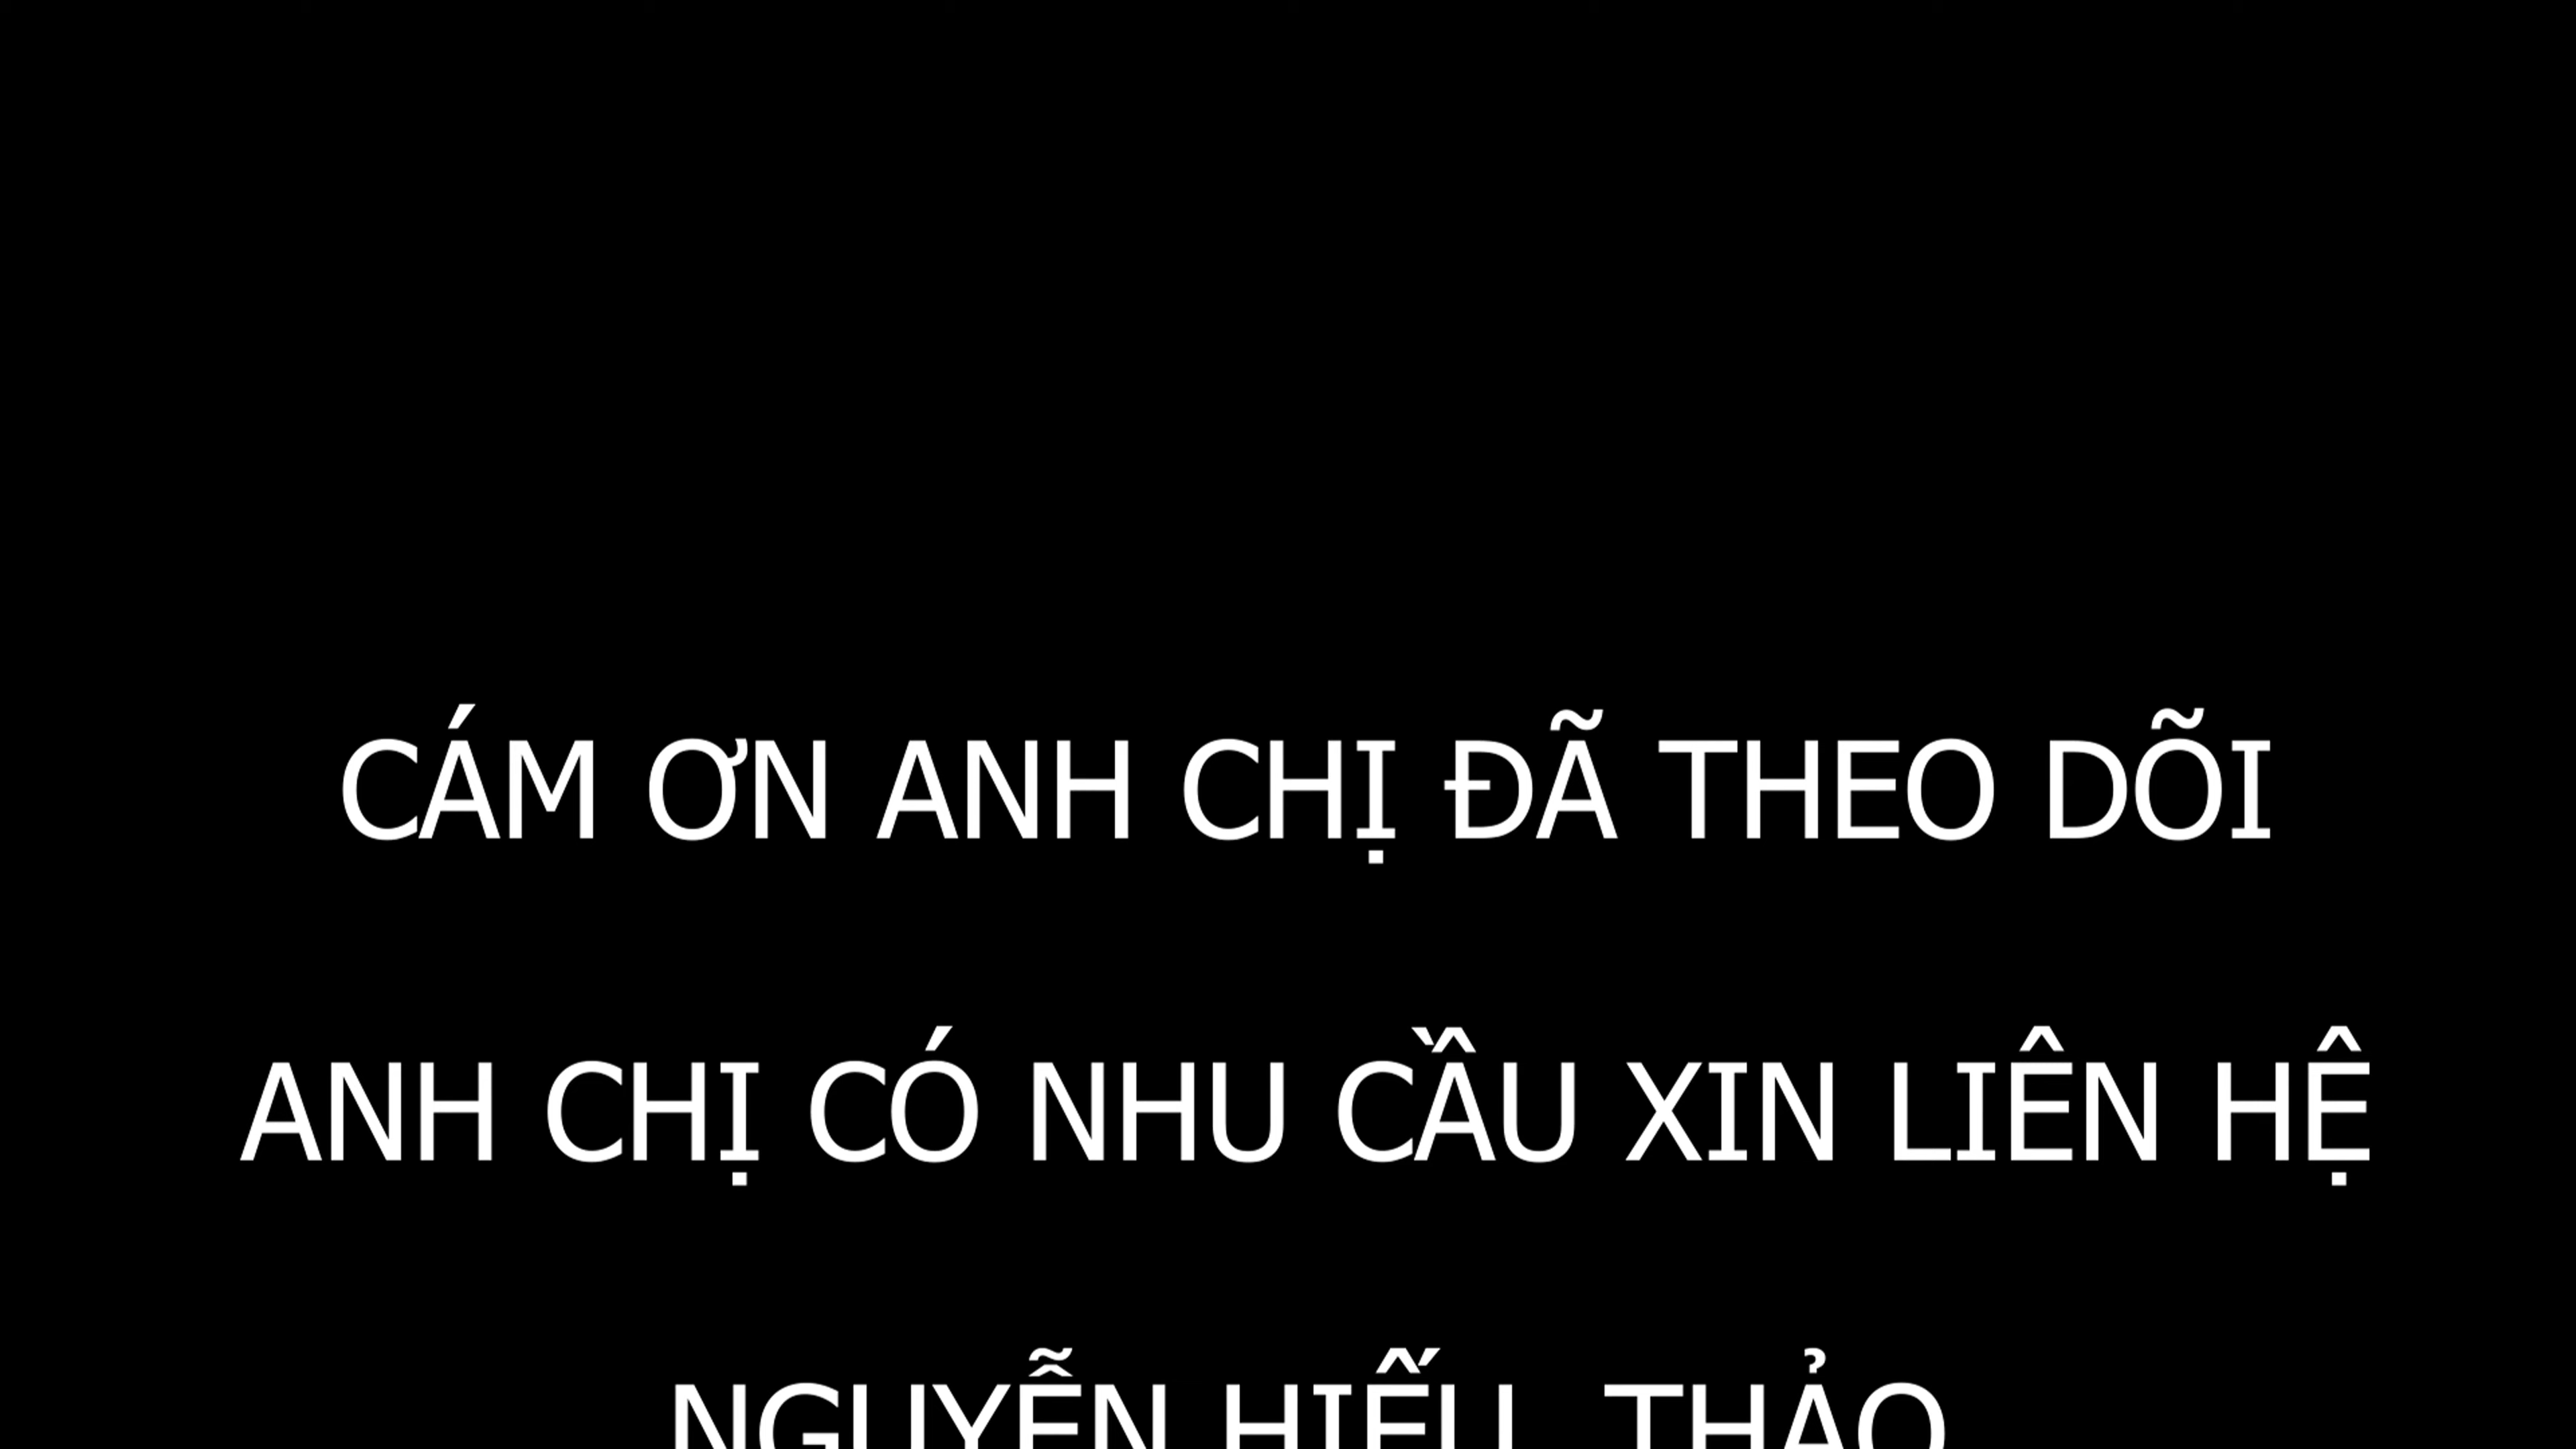 CÁM ƠN ANH CHỊ ĐÃ THEO DÕI
ANH CHỊ CÓ NHU CẦU XIN LIÊN HỆ
NGUYỄN HIẾU THẢO